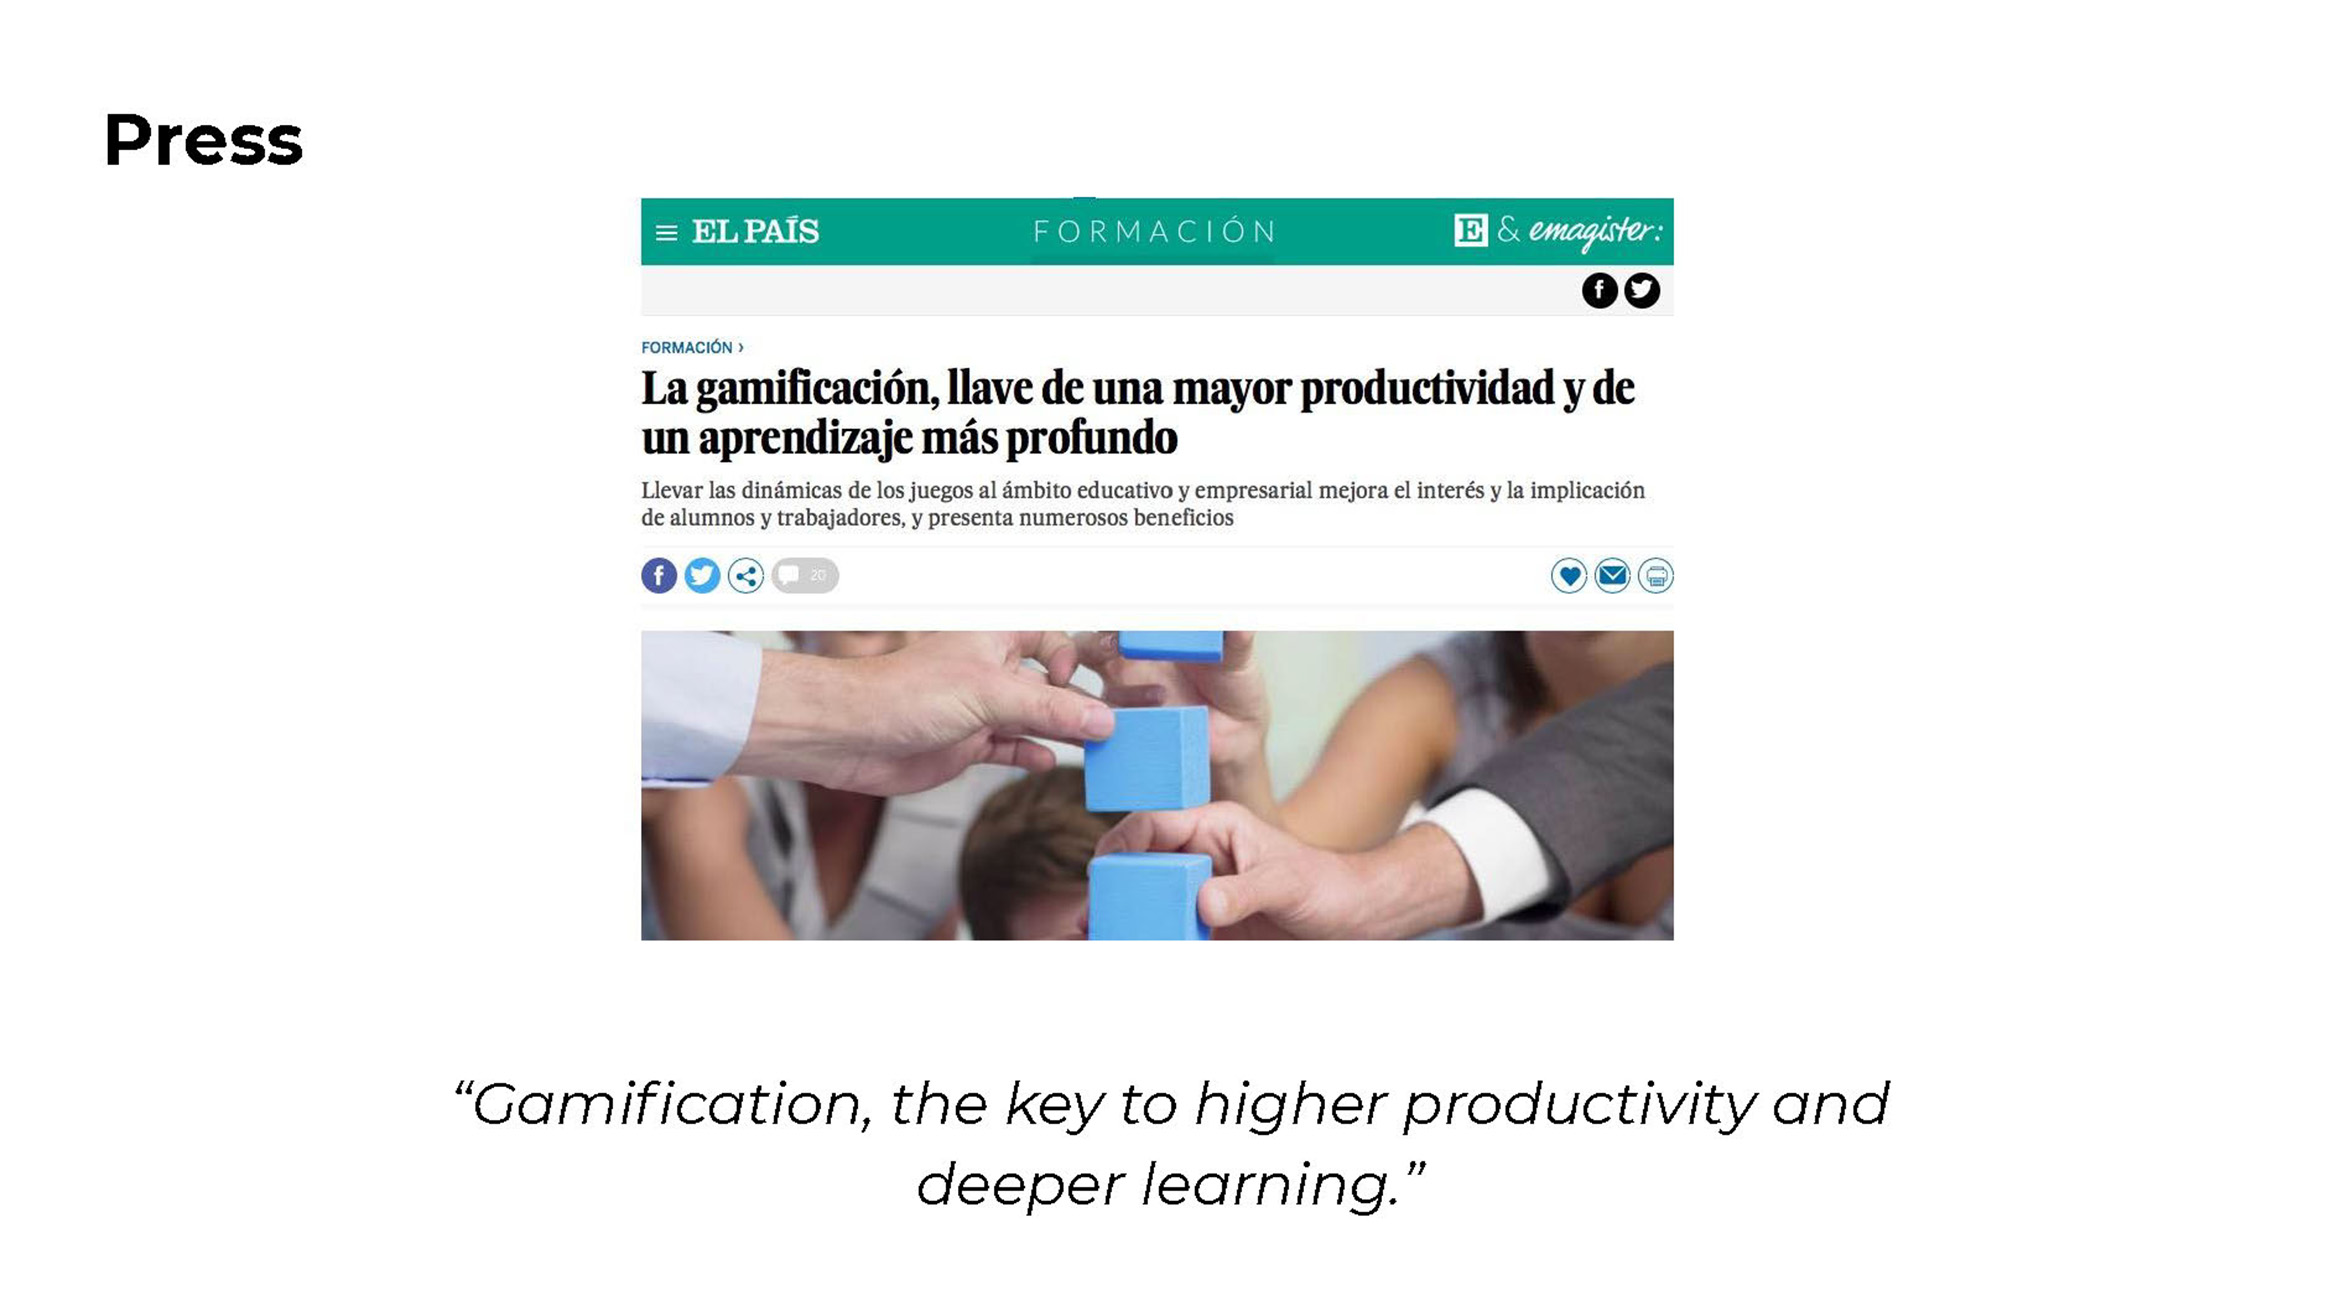 Press
EL PAÍS
FORMACIÓN
E & emagister:
FORMACIÓN ›
La gamificación, llave de una mayor productividad y de
un aprendizaje más profundo
Llevar las dinámicas de los juegos al ámbito educativo y empresarial mejora el interés y la implicación
de alumnos y trabajadores, y presenta numerosos beneficios
20
“Gamification, the key to higher productivity and
deeper learning.”